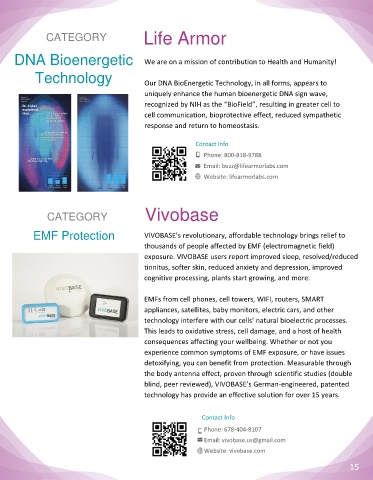 CATEGORY
Life Armor
DNA Bioenergetic
Technology
We are on a mission of contribution to Health and Humanity!
Our DNA BioEnergetic Technology, in all forms, appears to
uniquely enhance the human bioenergetic DNA sign wave,
recognized by NIH as the "BioField", resulting in greater cell to
cell communication, bioprotective effect, reduced sympathetic
response and return to homeostasis.
Contact Info
Phone: 800-818-9788
Email: buzz@lifearmorlabs.com
Website: lifearmorlabs.com
CATEGORY
Vivobase
EMF Protection
VIVOBASE
VIVOBASE's revolutionary, affordable technology brings relief to
thousands of people affected by EMF (electromagnetic field)
exposure. VIVOBASE users report improved sleep, resolved/reduced
tinnitus, softer skin, reduced anxiety and depression, improved
cognitive processing, plants start growing, and more.
EMFs from cell phones, cell towers, WIFI, routers, SMART
appliances, satellites, baby monitors, electric cars, and other
technology interfere with our cells' natural bioelectric processes.
This leads to oxidative stress, cell damage, and a host of health
consequences affecting your wellbeing. Whether or not you
experience common symptoms of EMF exposure, or have issues
detoxifying, you can benefit from protection. Measurable through
the body antenna effect, proven through scientific studies (double
blind, peer reviewed), VIVOBASE's German-engineered, patented
technology has provide an effective solution for over 15 years.
Contact Info
Phone: 678-404-8107
Email: vivobase.us@gmail.com
Website: vivobase.com
15